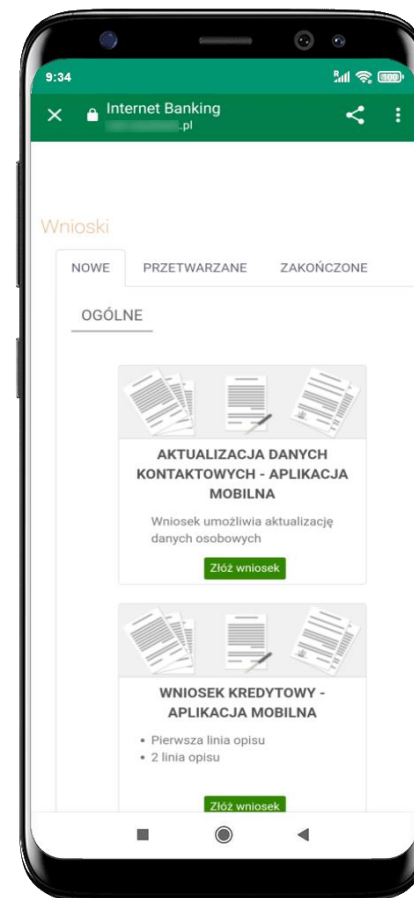 9:34
100
Internet Banking
.pl
Wnioski
NOWE PRZETWARZANE ZAKOŃCZONE
OGÓLNE
AKTUALIZACJA DANYCH
KONTAKTOWYCH - APLIKACJA
MOBILNA
Wniosek umożliwia aktualizację
danych osobowych
Złóż wniosek
WNIOSEK KREDYTOWY -
APLIKACJA MOBILNA
• Pierwsza linia opisu
• 2 linia opisu
Złóż wniosek